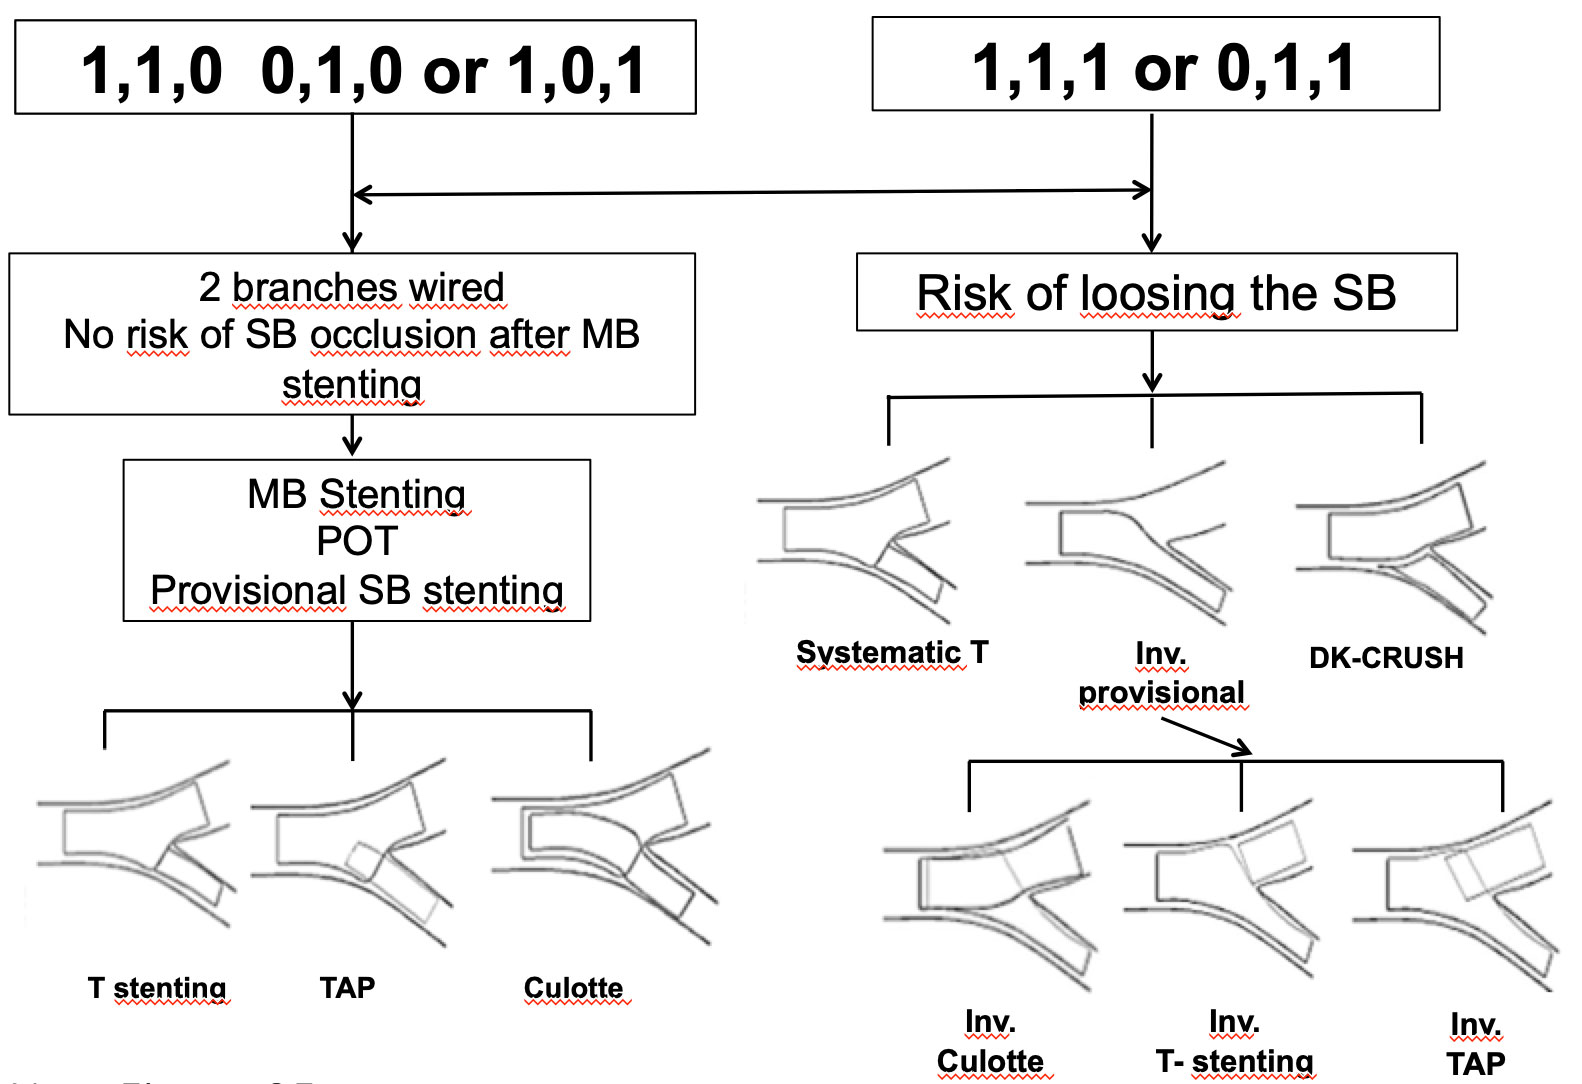 1,1,0 0,1,0 or 1,0,1
1,1,1 or 0,1,1
2 branches wired
No risk of SB occlusion after MB
stenting
Risk of loosing the SB
MB Stenting
POT
Provisional SB stenting
Systematic T
Inv.
provisional
DK-CRUSH
T stenting
TAP
Culotte
Inv.
Culotte
Inv.
T- stenting
Inv.
TAP